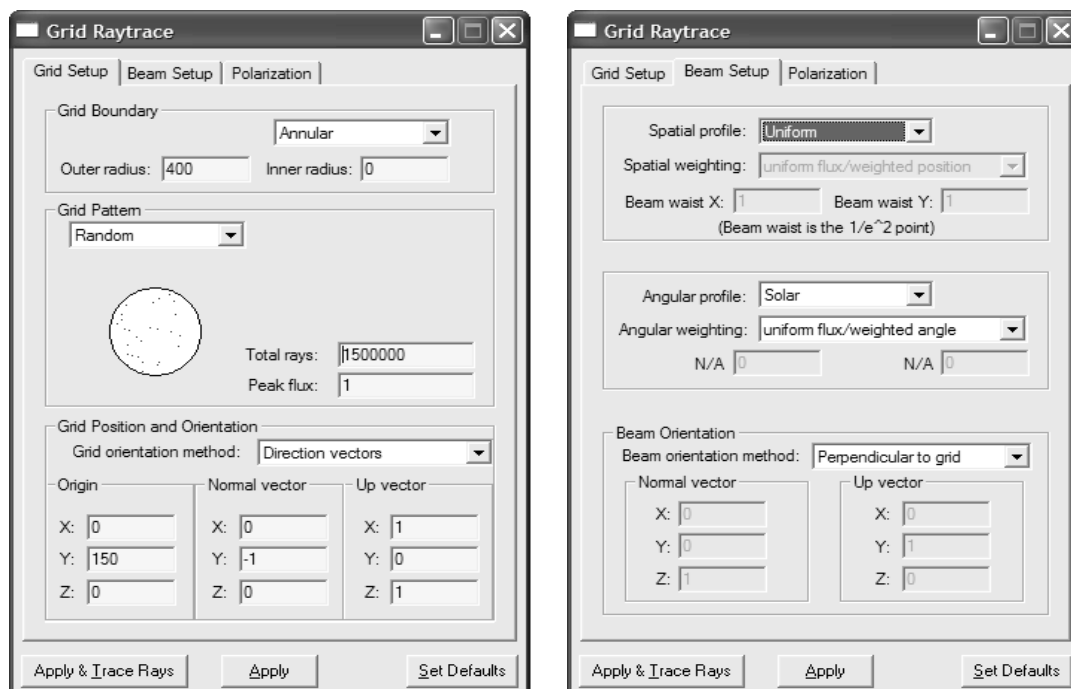 Grid Raytrace
Grid Setup Beam Setup Polarization
Grid Boundary
Annular
Outer radius: 400 Inner radius: 0
Grid Pattern
Random
Total rays: 1500000
Peak flux: 1
Grid Position and Orientation
Grid orientation method: Direction vectors
Origin Normal vector Up vector
X: 0 X: 0 X: 1
Y: 150 Y: -1 Y: 0
Z: 0 Z: 0 Z: 1
Apply & Trace Rays Apply Set Defaults
Grid Raytrace
Grid Setup Beam Setup Polarization
Spatial profile: Uniform
Spatial weighting: uniform flux/weighted position
Beam waist X: 1 Beam waist Y: 1
(Beam waist is the 1/e^2 point)
Angular profile: Solar
Angular weighting: uniform flux/weighted angle
N/A 0 N/A 0
Beam Orientation
Beam orientation method: Perpendicular to grid
Normal vector Up vector
X: 0 X: 0
Y: 0 Y: 1
Z: 1 Z: 0
Apply & Trace Rays Apply Set Defaults